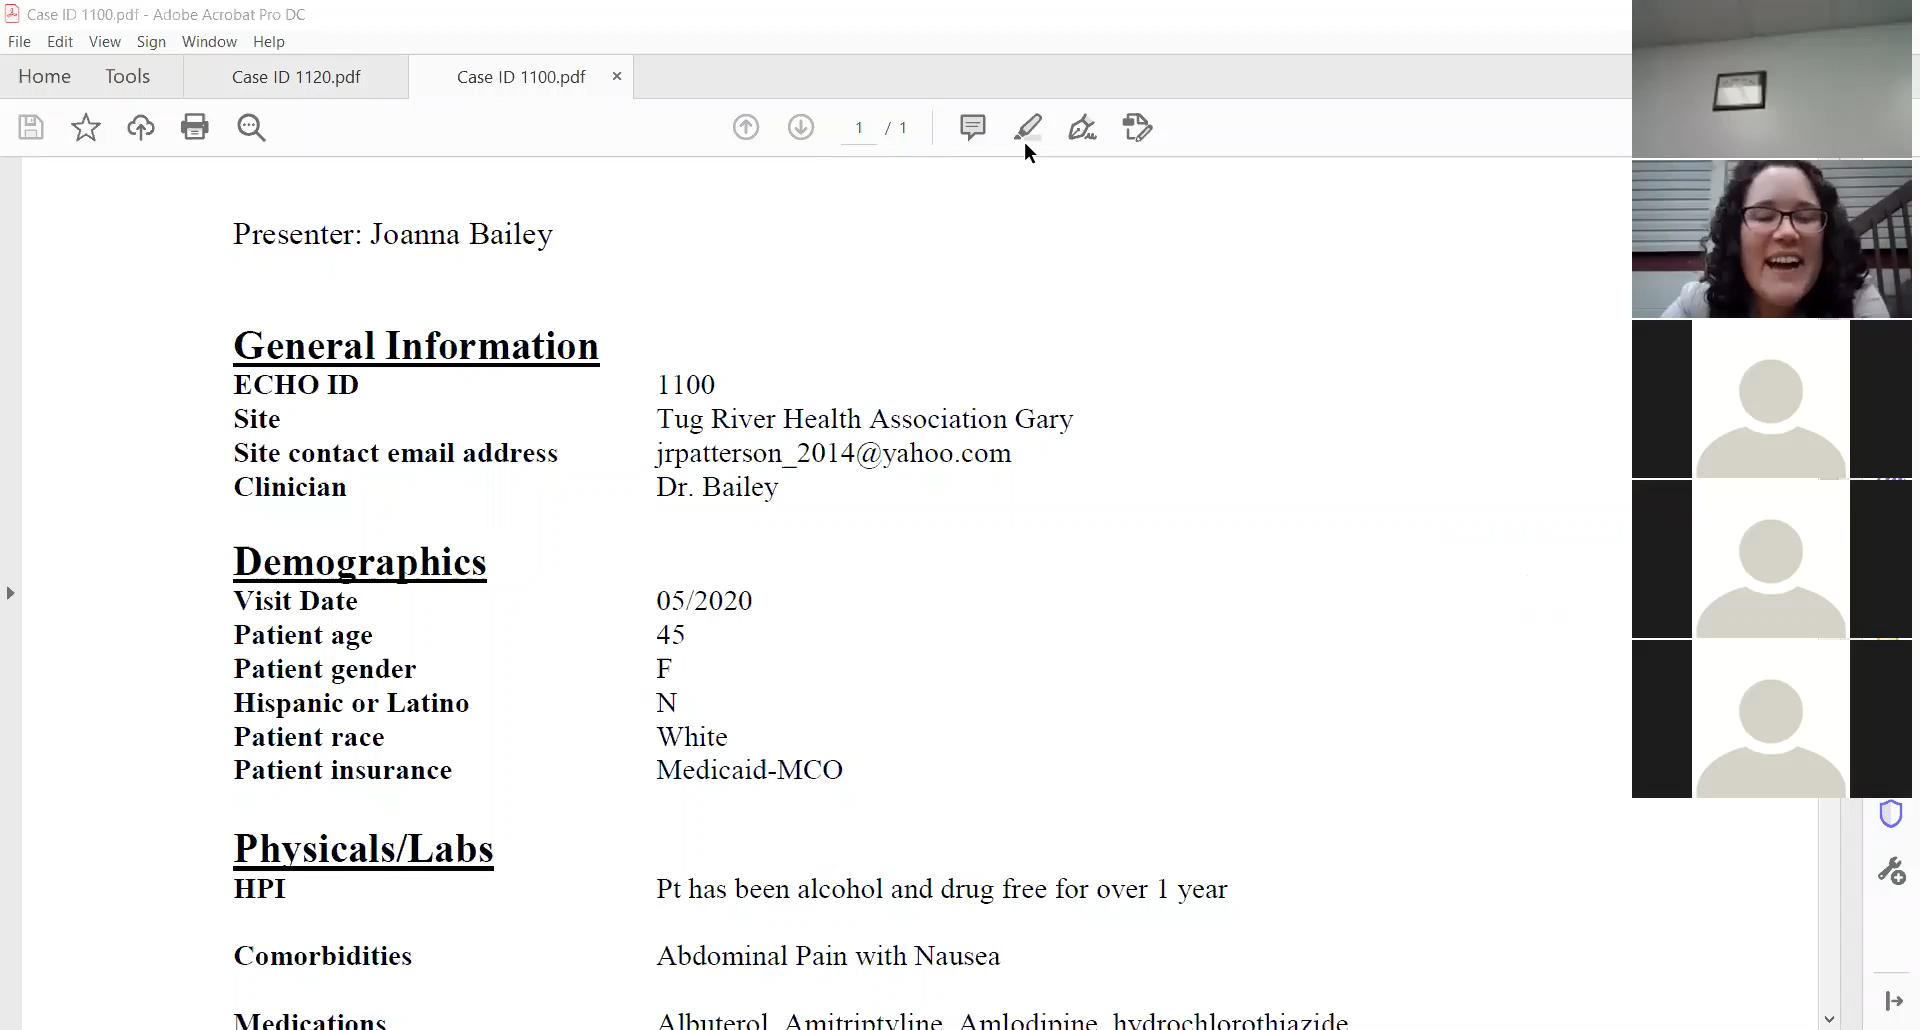 Case ID 1100.pdf - Adobe Acrobat Pro DC
File Edit View Sign Window Help
Home Tools Case ID 1120.pdf Case ID 1100.pdf ×
1 / 1
Presenter: Joanna Bailey
General Information
ECHO ID 1100
Site Tug River Health Association Gary
Site contact email address jrpatterson_2014@yahoo.com
Clinician Dr. Bailey
Demographics
Visit Date 05/2020
Patient age 45
Patient gender F
Hispanic or Latino N
Patient race White
Patient insurance Medicaid-MCO
Physicals/Labs
HPI Pt has been alcohol and drug free for over 1 year
Comorbidities Abdominal Pain with Nausea
Medications Albuterol, Amitriptyline, Amlodipine, hydrochlorothiazide